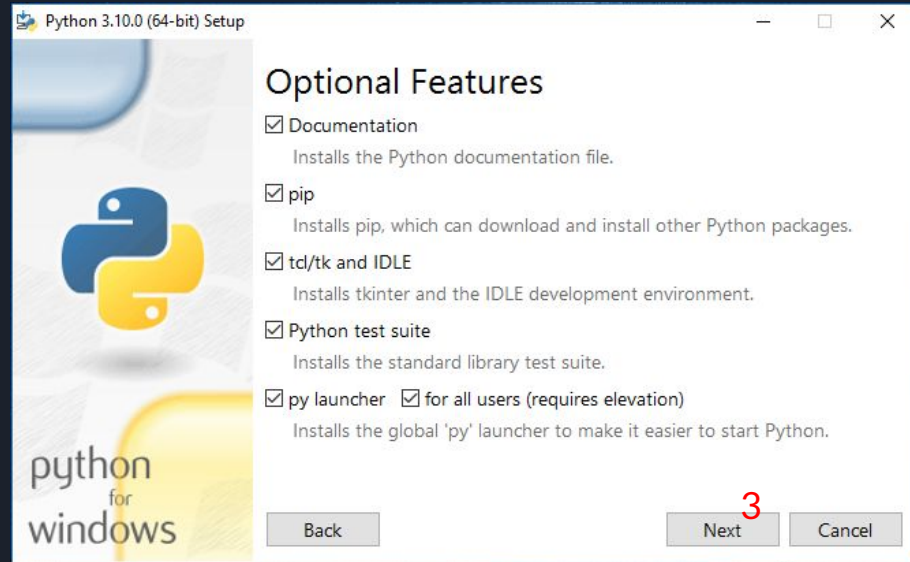 Python 3.10.0 (64-bit) Setup
Optional Features
Documentation
Installs the Python documentation file.
pip
Installs pip, which can download and install other Python packages.
tcl/tk and IDLE
Installs tkinter and the IDLE development environment.
Python test suite
Installs the standard library test suite.
py launcher for all users (requires elevation)
Installs the global 'py' launcher to make it easier to start Python.
python
for
windows
3
Back Next Cancel